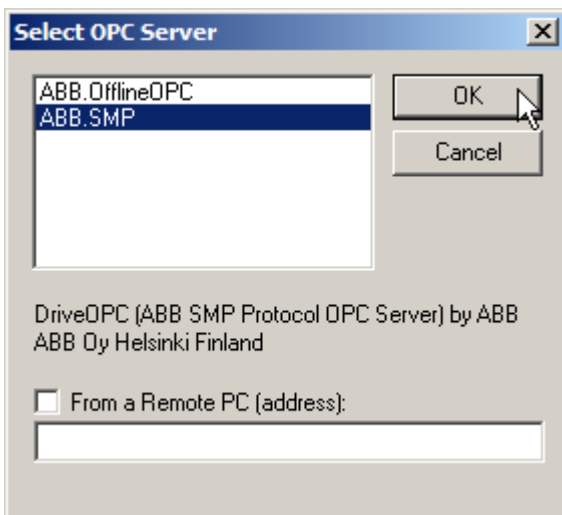 Select OPC Server
ABB.OfflineOPC
ABB.SMP
OK
Cancel
DriveOPC (ABB SMP Protocol OPC Server) by ABB
ABB Oy Helsinki Finland
From a Remote PC (address):